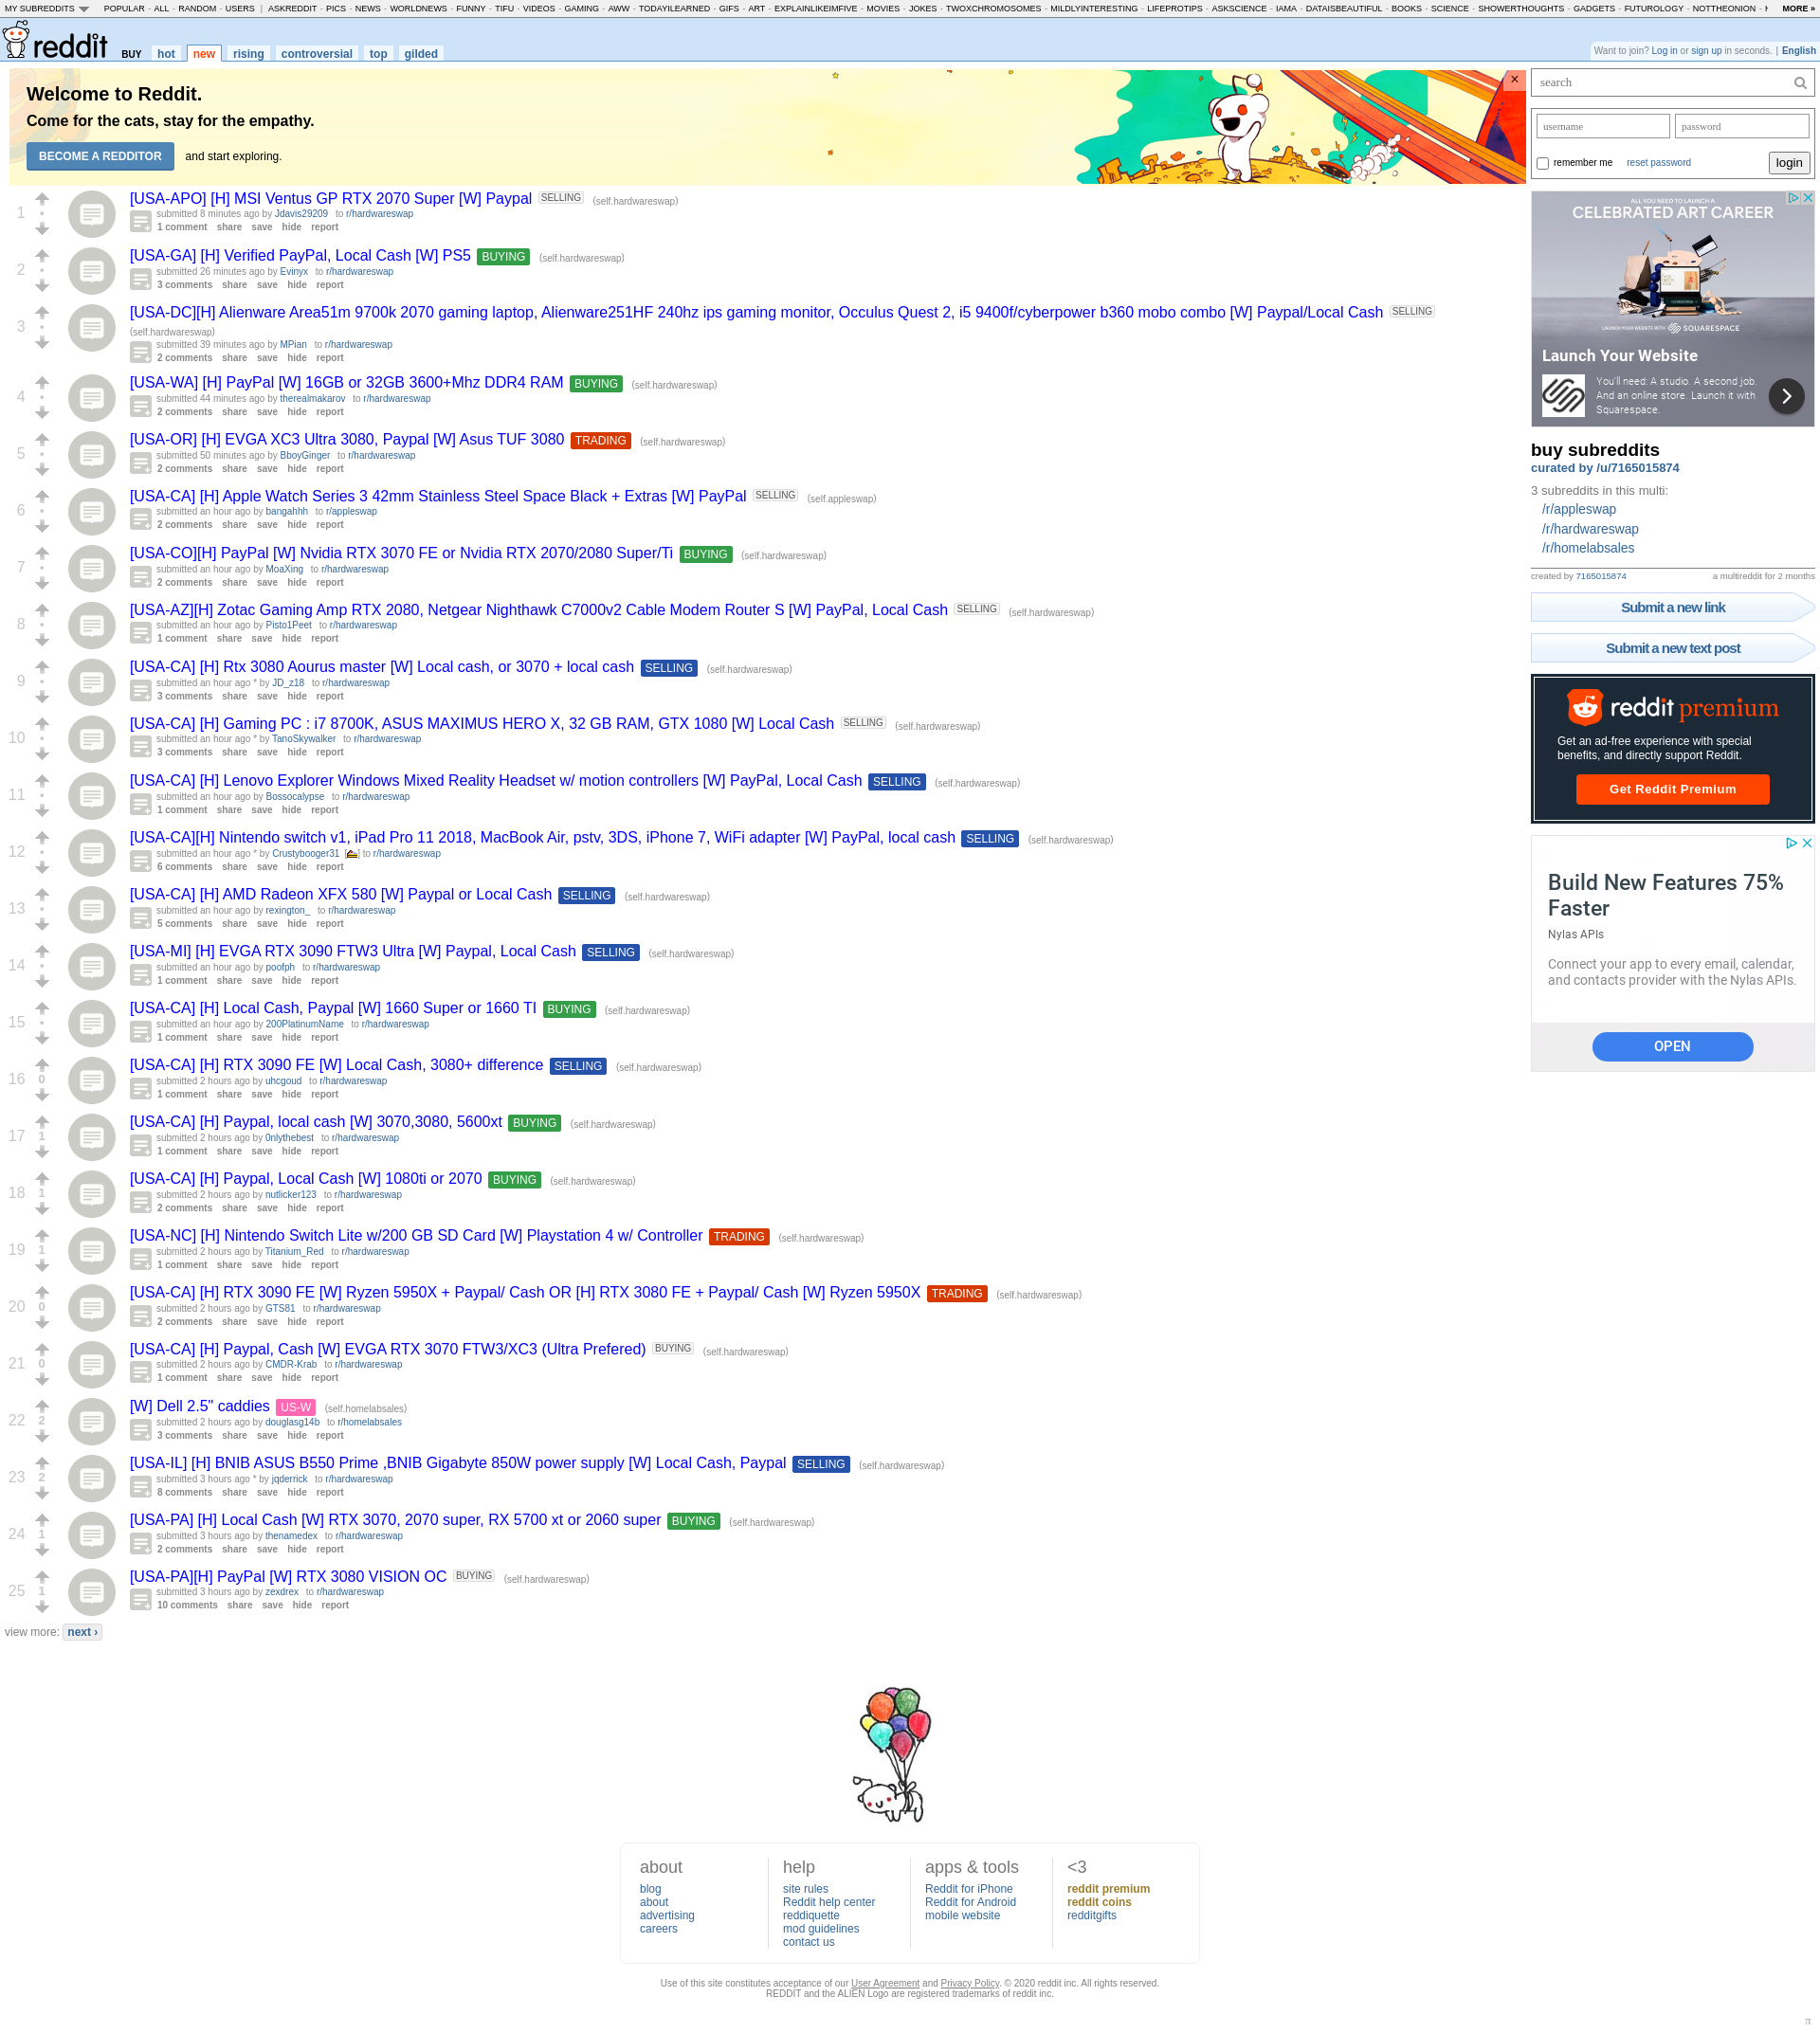 MY SUBREDDITS POPULAR - ALL - RANDOM - USERS | ASKREDDIT - PICS - NEWS - WORLDNEWS - FUNNY - TIFU - VIDEOS - GAMING - AWW - TODAYILEARNED - GIFS - ART - EXPLAINLIKEIMFIVE - MOVIES - JOKES - TWOXCHROMOSOMES - MILDLYINTERESTING - LIFEPROTIPS - ASKSCIENCE - IAMA - DATAISBEAUTIFUL - BOOKS - SCIENCE - SHOWERTHOUGHTS - GADGETS - FUTUROLOGY - NOTTHEONION - MORE »
reddit BUY hot new rising controversial top gilded
Want to join? Log in or sign up in seconds. | English
Welcome to Reddit.
Come for the cats, stay for the empathy.
BECOME A REDDITOR and start exploring.
×
1
[USA-APO] [H] MSI Ventus GP RTX 2070 Super [W] Paypal SELLING (self.hardwareswap)
submitted 8 minutes ago by Jdavis29209 to r/hardwareswap
1 comment share save hide report
2
[USA-GA] [H] Verified PayPal, Local Cash [W] PS5 BUYING (self.hardwareswap)
submitted 26 minutes ago by Evinyx to r/hardwareswap
3 comments share save hide report
3
[USA-DC][H] Alienware Area51m 9700k 2070 gaming laptop, Alienware251HF 240hz ips gaming monitor, Occulus Quest 2, i5 9400f/cyberpower b360 mobo combo [W] Paypal/Local Cash SELLING
(self.hardwareswap)
submitted 39 minutes ago by MPian to r/hardwareswap
2 comments share save hide report
4
[USA-WA] [H] PayPal [W] 16GB or 32GB 3600+Mhz DDR4 RAM BUYING (self.hardwareswap)
submitted 44 minutes ago by therealmakarov to r/hardwareswap
2 comments share save hide report
5
[USA-OR] [H] EVGA XC3 Ultra 3080, Paypal [W] Asus TUF 3080 TRADING (self.hardwareswap)
submitted 50 minutes ago by BboyGinger to r/hardwareswap
2 comments share save hide report
6
[USA-CA] [H] Apple Watch Series 3 42mm Stainless Steel Space Black + Extras [W] PayPal SELLING (self.appleswap)
submitted an hour ago by bangahhh to r/appleswap
2 comments share save hide report
7
[USA-CO][H] PayPal [W] Nvidia RTX 3070 FE or Nvidia RTX 2070/2080 Super/Ti BUYING (self.hardwareswap)
submitted an hour ago by MoaXing to r/hardwareswap
2 comments share save hide report
8
[USA-AZ][H] Zotac Gaming Amp RTX 2080, Netgear Nighthawk C7000v2 Cable Modem Router S [W] PayPal, Local Cash SELLING (self.hardwareswap)
submitted an hour ago by Pisto1Peet to r/hardwareswap
1 comment share save hide report
9
[USA-CA] [H] Rtx 3080 Aourus master [W] Local cash, or 3070 + local cash SELLING (self.hardwareswap)
submitted an hour ago * by JD_z18 to r/hardwareswap
3 comments share save hide report
10
[USA-CA] [H] Gaming PC : i7 8700K, ASUS MAXIMUS HERO X, 32 GB RAM, GTX 1080 [W] Local Cash SELLING (self.hardwareswap)
submitted an hour ago * by TanoSkywalker to r/hardwareswap
3 comments share save hide report
11
[USA-CA] [H] Lenovo Explorer Windows Mixed Reality Headset w/ motion controllers [W] PayPal, Local Cash SELLING (self.hardwareswap)
submitted an hour ago by Bossocalypse to r/hardwareswap
1 comment share save hide report
12
[USA-CA][H] Nintendo switch v1, iPad Pro 11 2018, MacBook Air, pstv, 3DS, iPhone 7, WiFi adapter [W] PayPal, local cash SELLING (self.hardwareswap)
submitted an hour ago * by Crustybooger31 [] to r/hardwareswap
6 comments share save hide report
13
[USA-CA] [H] AMD Radeon XFX 580 [W] Paypal or Local Cash SELLING (self.hardwareswap)
submitted an hour ago by rexington_ to r/hardwareswap
5 comments share save hide report
14
[USA-MI] [H] EVGA RTX 3090 FTW3 Ultra [W] Paypal, Local Cash SELLING (self.hardwareswap)
submitted an hour ago by poofph to r/hardwareswap
1 comment share save hide report
15
[USA-CA] [H] Local Cash, Paypal [W] 1660 Super or 1660 TI BUYING (self.hardwareswap)
submitted an hour ago by 200PlatinumName to r/hardwareswap
1 comment share save hide report
16 0
[USA-CA] [H] RTX 3090 FE [W] Local Cash, 3080+ difference SELLING (self.hardwareswap)
submitted 2 hours ago by uhcgoud to r/hardwareswap
1 comment share save hide report
17 1
[USA-CA] [H] Paypal, local cash [W] 3070,3080, 5600xt BUYING (self.hardwareswap)
submitted 2 hours ago by 0nlythebest to r/hardwareswap
1 comment share save hide report
18 1
[USA-CA] [H] Paypal, Local Cash [W] 1080ti or 2070 BUYING (self.hardwareswap)
submitted 2 hours ago by nutlicker123 to r/hardwareswap
2 comments share save hide report
19 1
[USA-NC] [H] Nintendo Switch Lite w/200 GB SD Card [W] Playstation 4 w/ Controller TRADING (self.hardwareswap)
submitted 2 hours ago by Titanium_Red to r/hardwareswap
1 comment share save hide report
20 0
[USA-CA] [H] RTX 3090 FE [W] Ryzen 5950X + Paypal/ Cash OR [H] RTX 3080 FE + Paypal/ Cash [W] Ryzen 5950X TRADING (self.hardwareswap)
submitted 2 hours ago by GTS81 to r/hardwareswap
2 comments share save hide report
21 0
[USA-CA] [H] Paypal, Cash [W] EVGA RTX 3070 FTW3/XC3 (Ultra Prefered) BUYING (self.hardwareswap)
submitted 2 hours ago by CMDR-Krab to r/hardwareswap
1 comment share save hide report
22 2
[W] Dell 2.5" caddies US-W (self.homelabsales)
submitted 2 hours ago by douglasg14b to r/homelabsales
3 comments share save hide report
23 2
[USA-IL] [H] BNIB ASUS B550 Prime ,BNIB Gigabyte 850W power supply [W] Local Cash, Paypal SELLING (self.hardwareswap)
submitted 3 hours ago * by jqderrick to r/hardwareswap
8 comments share save hide report
24 1
[USA-PA] [H] Local Cash [W] RTX 3070, 2070 super, RX 5700 xt or 2060 super BUYING (self.hardwareswap)
submitted 3 hours ago by thenamedex to r/hardwareswap
2 comments share save hide report
25 1
[USA-PA][H] PayPal [W] RTX 3080 VISION OC BUYING (self.hardwareswap)
submitted 3 hours ago by zexdrex to r/hardwareswap
10 comments share save hide report
view more: next ›
search
username password
remember me reset password login
ALL YOU NEED TO LAUNCH A
CELEBRATED ART CAREER
LAUNCH YOUR WEBSITE WITH SQUARESPACE
Launch Your Website
You'll need: A studio. A second job.
And an online store. Launch it with
Squarespace.
buy subreddits
curated by /u/7165015874
3 subreddits in this multi:
/r/appleswap
/r/hardwareswap
/r/homelabsales
created by 7165015874 a multireddit for 2 months
Submit a new link
Submit a new text post
reddit premium
Get an ad-free experience with special
benefits, and directly support Reddit.
Get Reddit Premium
Build New Features 75%
Faster
Nylas APIs
Connect your app to every email, calendar,
and contacts provider with the Nylas APIs.
OPEN
about
blog
about
advertising
careers
help
site rules
Reddit help center
reddiquette
mod guidelines
contact us
apps & tools
Reddit for iPhone
Reddit for Android
mobile website
<3
reddit premium
reddit coins
redditgifts
Use of this site constitutes acceptance of our User Agreement and Privacy Policy. © 2020 reddit inc. All rights reserved.
REDDIT and the ALIEN Logo are registered trademarks of reddit inc.
π